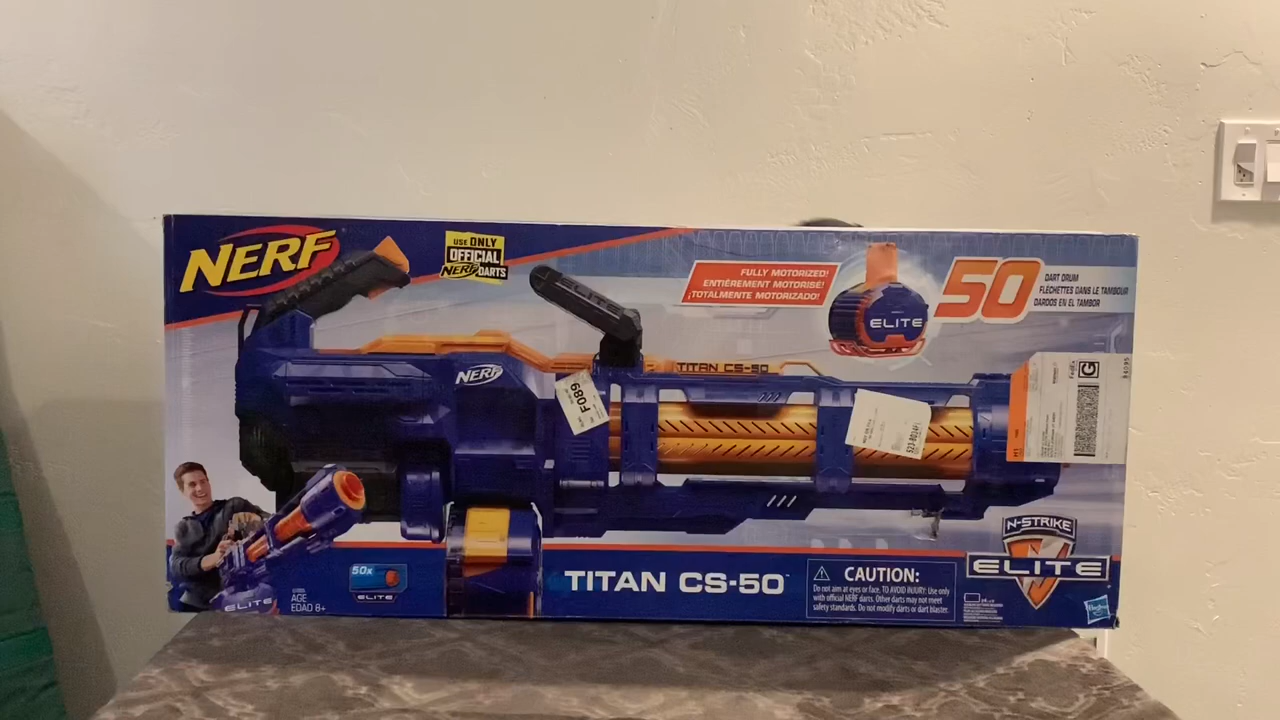 NERF
USE ONLY
OFFICIAL
NERF DARTS
ELITE
FULLY MOTORIZED!
ENTIÈREMENT MOTORISÉ!
¡TOTALMENTE MOTORIZADO!
ELITE
50
DART DRUM
FLÉCHETTES DANS LE TAMBOUR
DARDOS EN EL TAMBOR
NERF
TITAN CS-50
F089
FedEx
G
84095
N-STRIKE
ELITE
50x
ELITE
ELITE
AGE
EDAD 8+
TITAN CS-50
CAUTION:
Do not aim at eyes or face. TO AVOID INJURY: Use only
with official NERF darts. Other darts may not meet
safety standards. Do not modify darts or dart blaster.
Hasbro